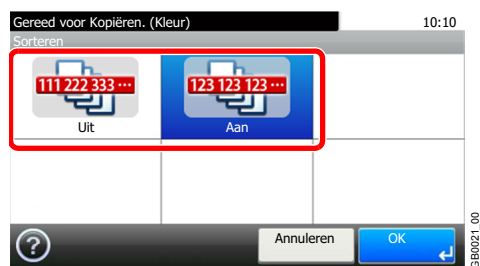 Gereed voor Kopiëren. (Kleur) 10:10
Sorteren
111 222 333 ··· 123 123 123 ···
Uit Aan
? Annuleren OK
GB0021_00